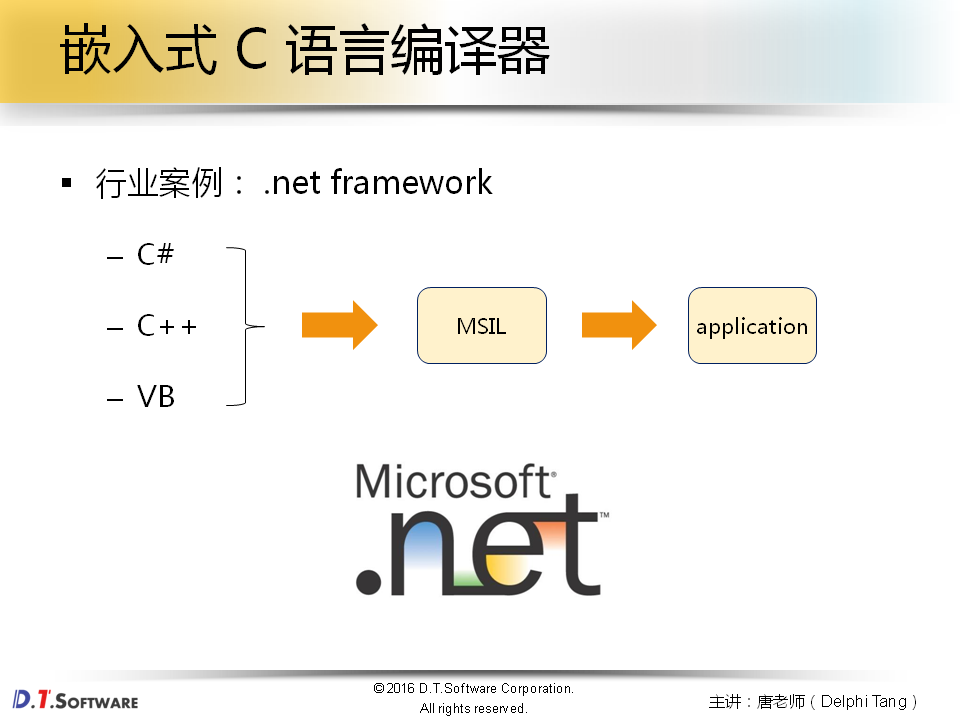 嵌入式 C 语言编译器
▪ 行业案例： .net framework
– C#
– C++
– VB
MSIL
application
Microsoft®
.net™
D.T.SOFTWARE
©2016 D.T.Software Corporation.
All rights reserved.
主讲：唐老师（Delphi Tang）